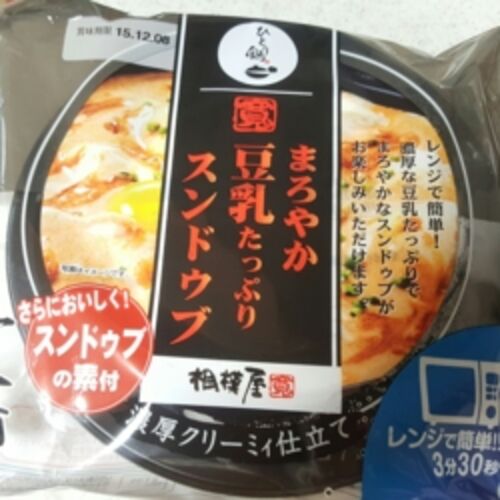 賞味期限 15.12.08
ひとり鍋
まろやか
豆乳たっぷり
スンドゥブ
レンジで簡単!
濃厚な豆乳たっぷりで
まろやかなスンドゥブが
お楽しみいただけます。
さらにおいしく!
スンドゥブ
の素付
相模屋
濃厚クリーミィ仕立て
レンジで簡単!!
3分30秒